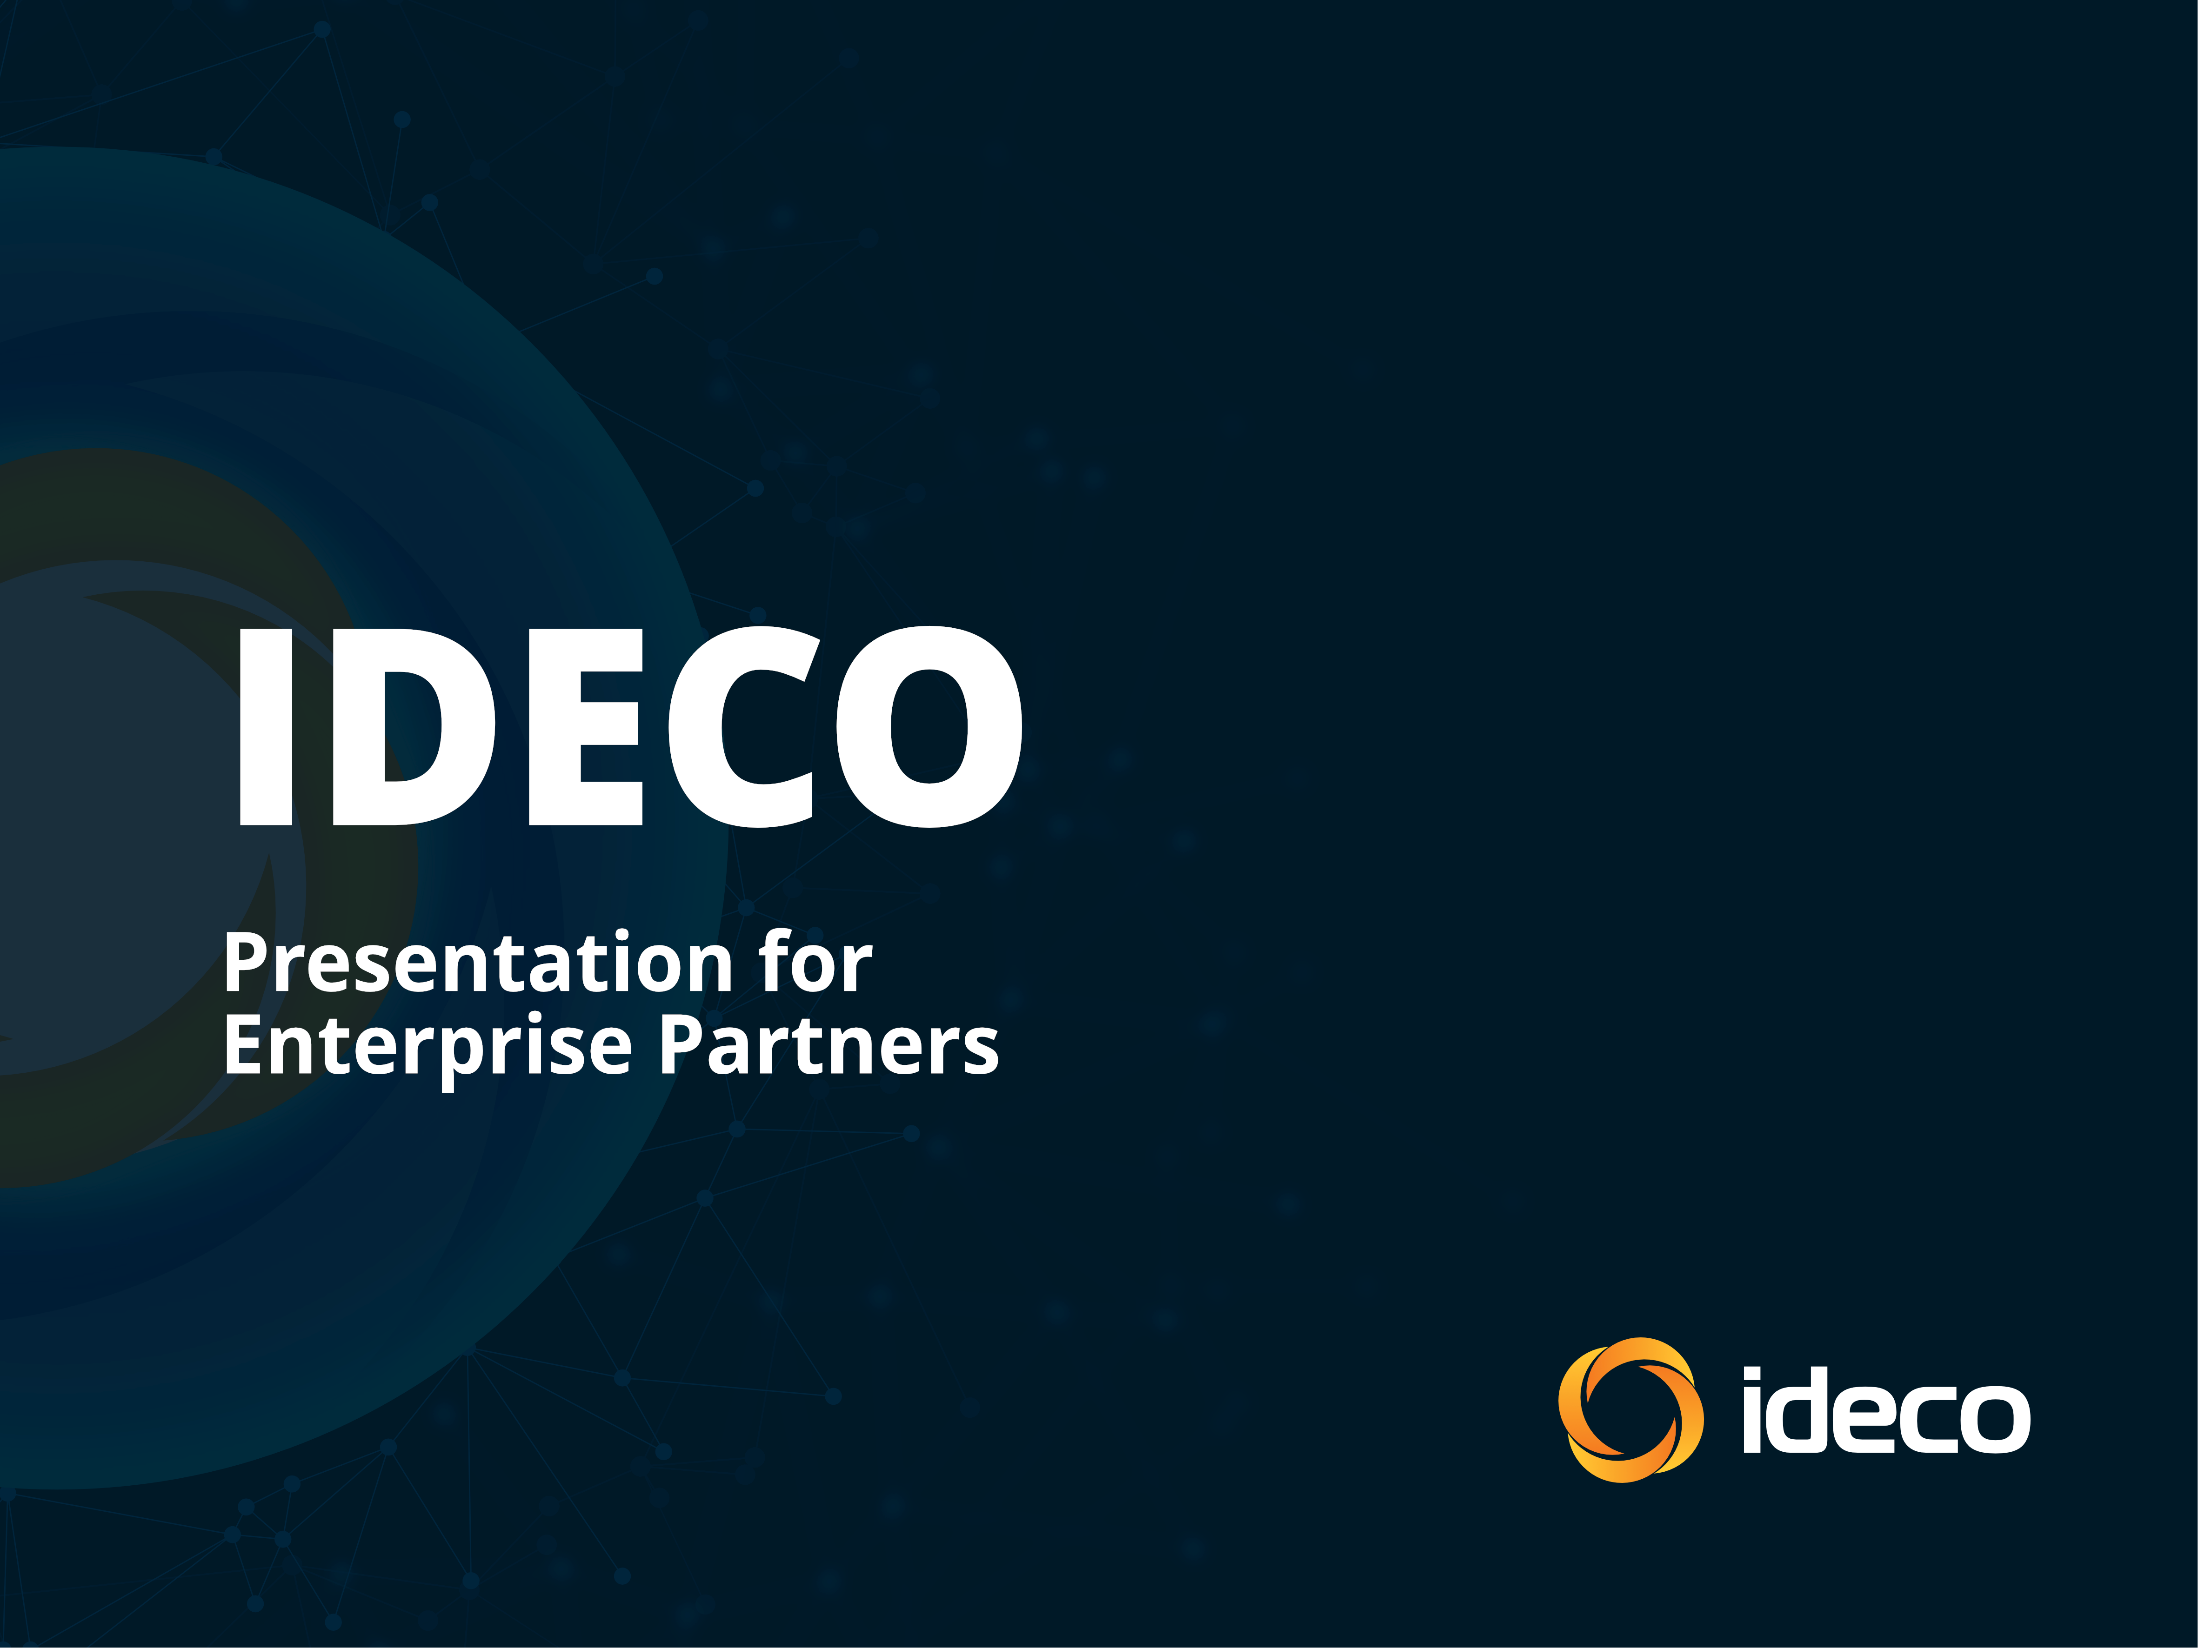 IDECO
Presentation for
Enterprise Partners
ideco